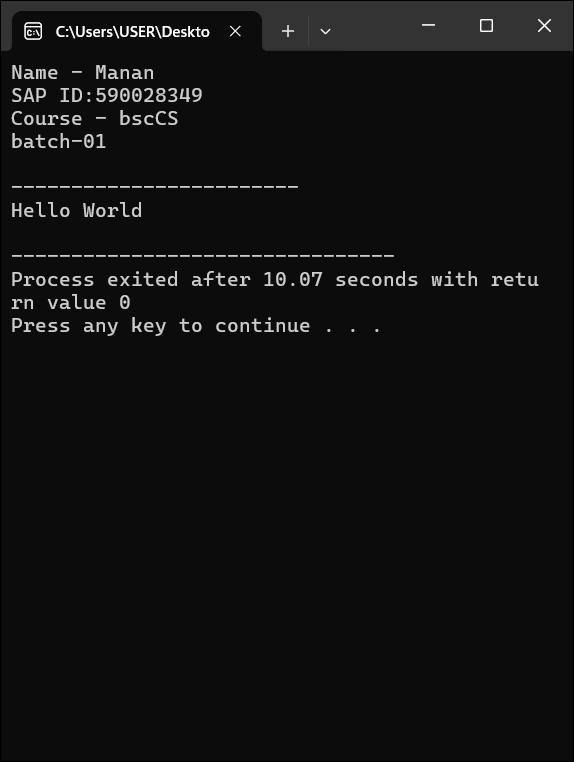 C:\Users\USER\Deskto
Name - Manan
SAP ID:590028349
Course - bscCS
batch-01
------------------------
Hello World
--------------------------------
Process exited after 10.07 seconds with retu
rn value 0
Press any key to continue . . .